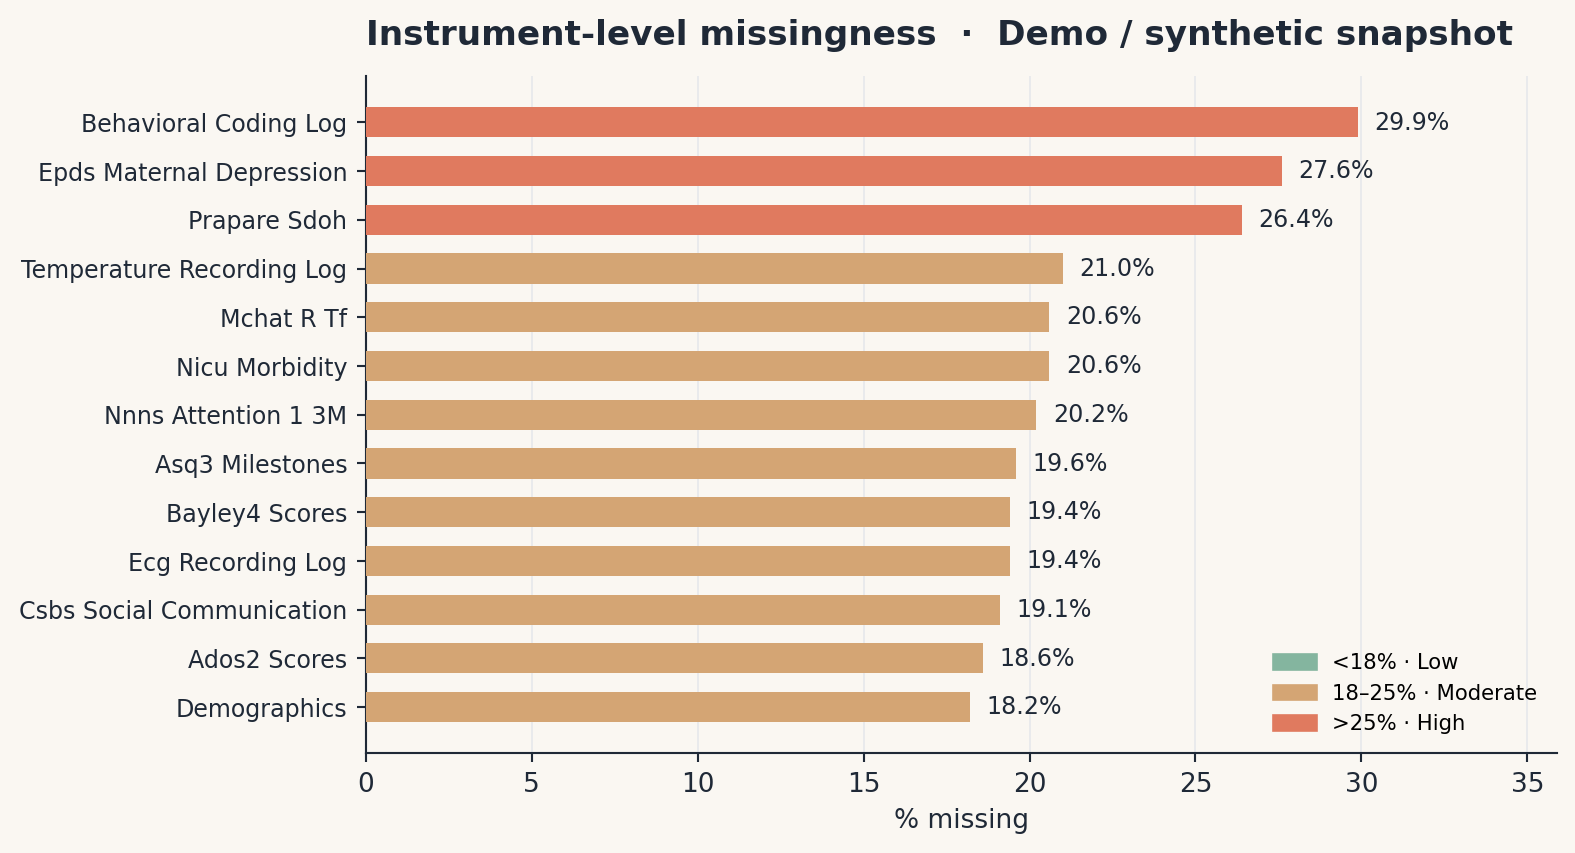 Instrument-level missingness · Demo / synthetic snapshot
Behavioral Coding Log 29.9%
Epds Maternal Depression 27.6%
Prapare Sdoh 26.4%
Temperature Recording Log 21.0%
Mchat R Tf 20.6%
Nicu Morbidity 20.6%
Nnns Attention 1 3M 20.2%
Asq3 Milestones 19.6%
Bayley4 Scores 19.4%
Ecg Recording Log 19.4%
Csbs Social Communication 19.1%
Ados2 Scores 18.6%
Demographics 18.2%
<18% · Low
18–25% · Moderate
>25% · High
0 5 10 15 20 25 30 35
% missing